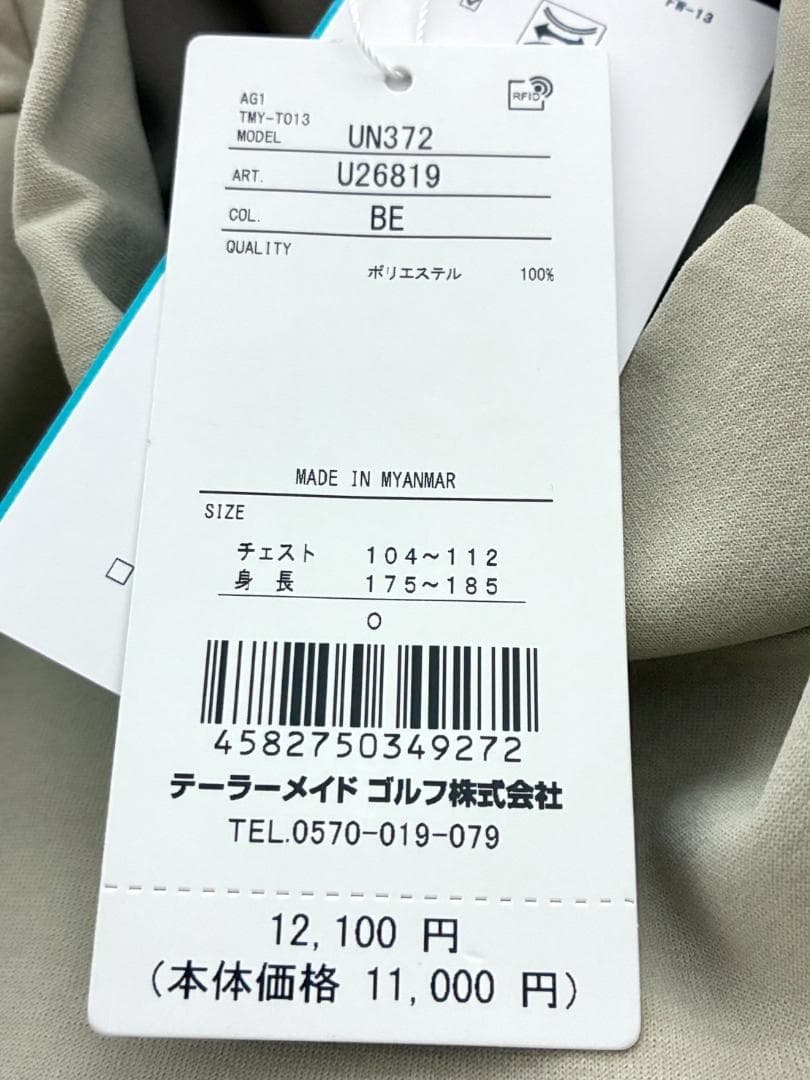 FW-13
RFID
AG1
TMY-T013
MODEL UN372
ART. U26819
COL. BE
QUALITY
ポリエステル 100%
MADE IN MYANMAR
SIZE
チェスト 104~112
身長 175~185
O
4582750349272
テーラーメイド ゴルフ株式会社
TEL.0570-019-079
12,100 円
(本体価格 11,000 円)